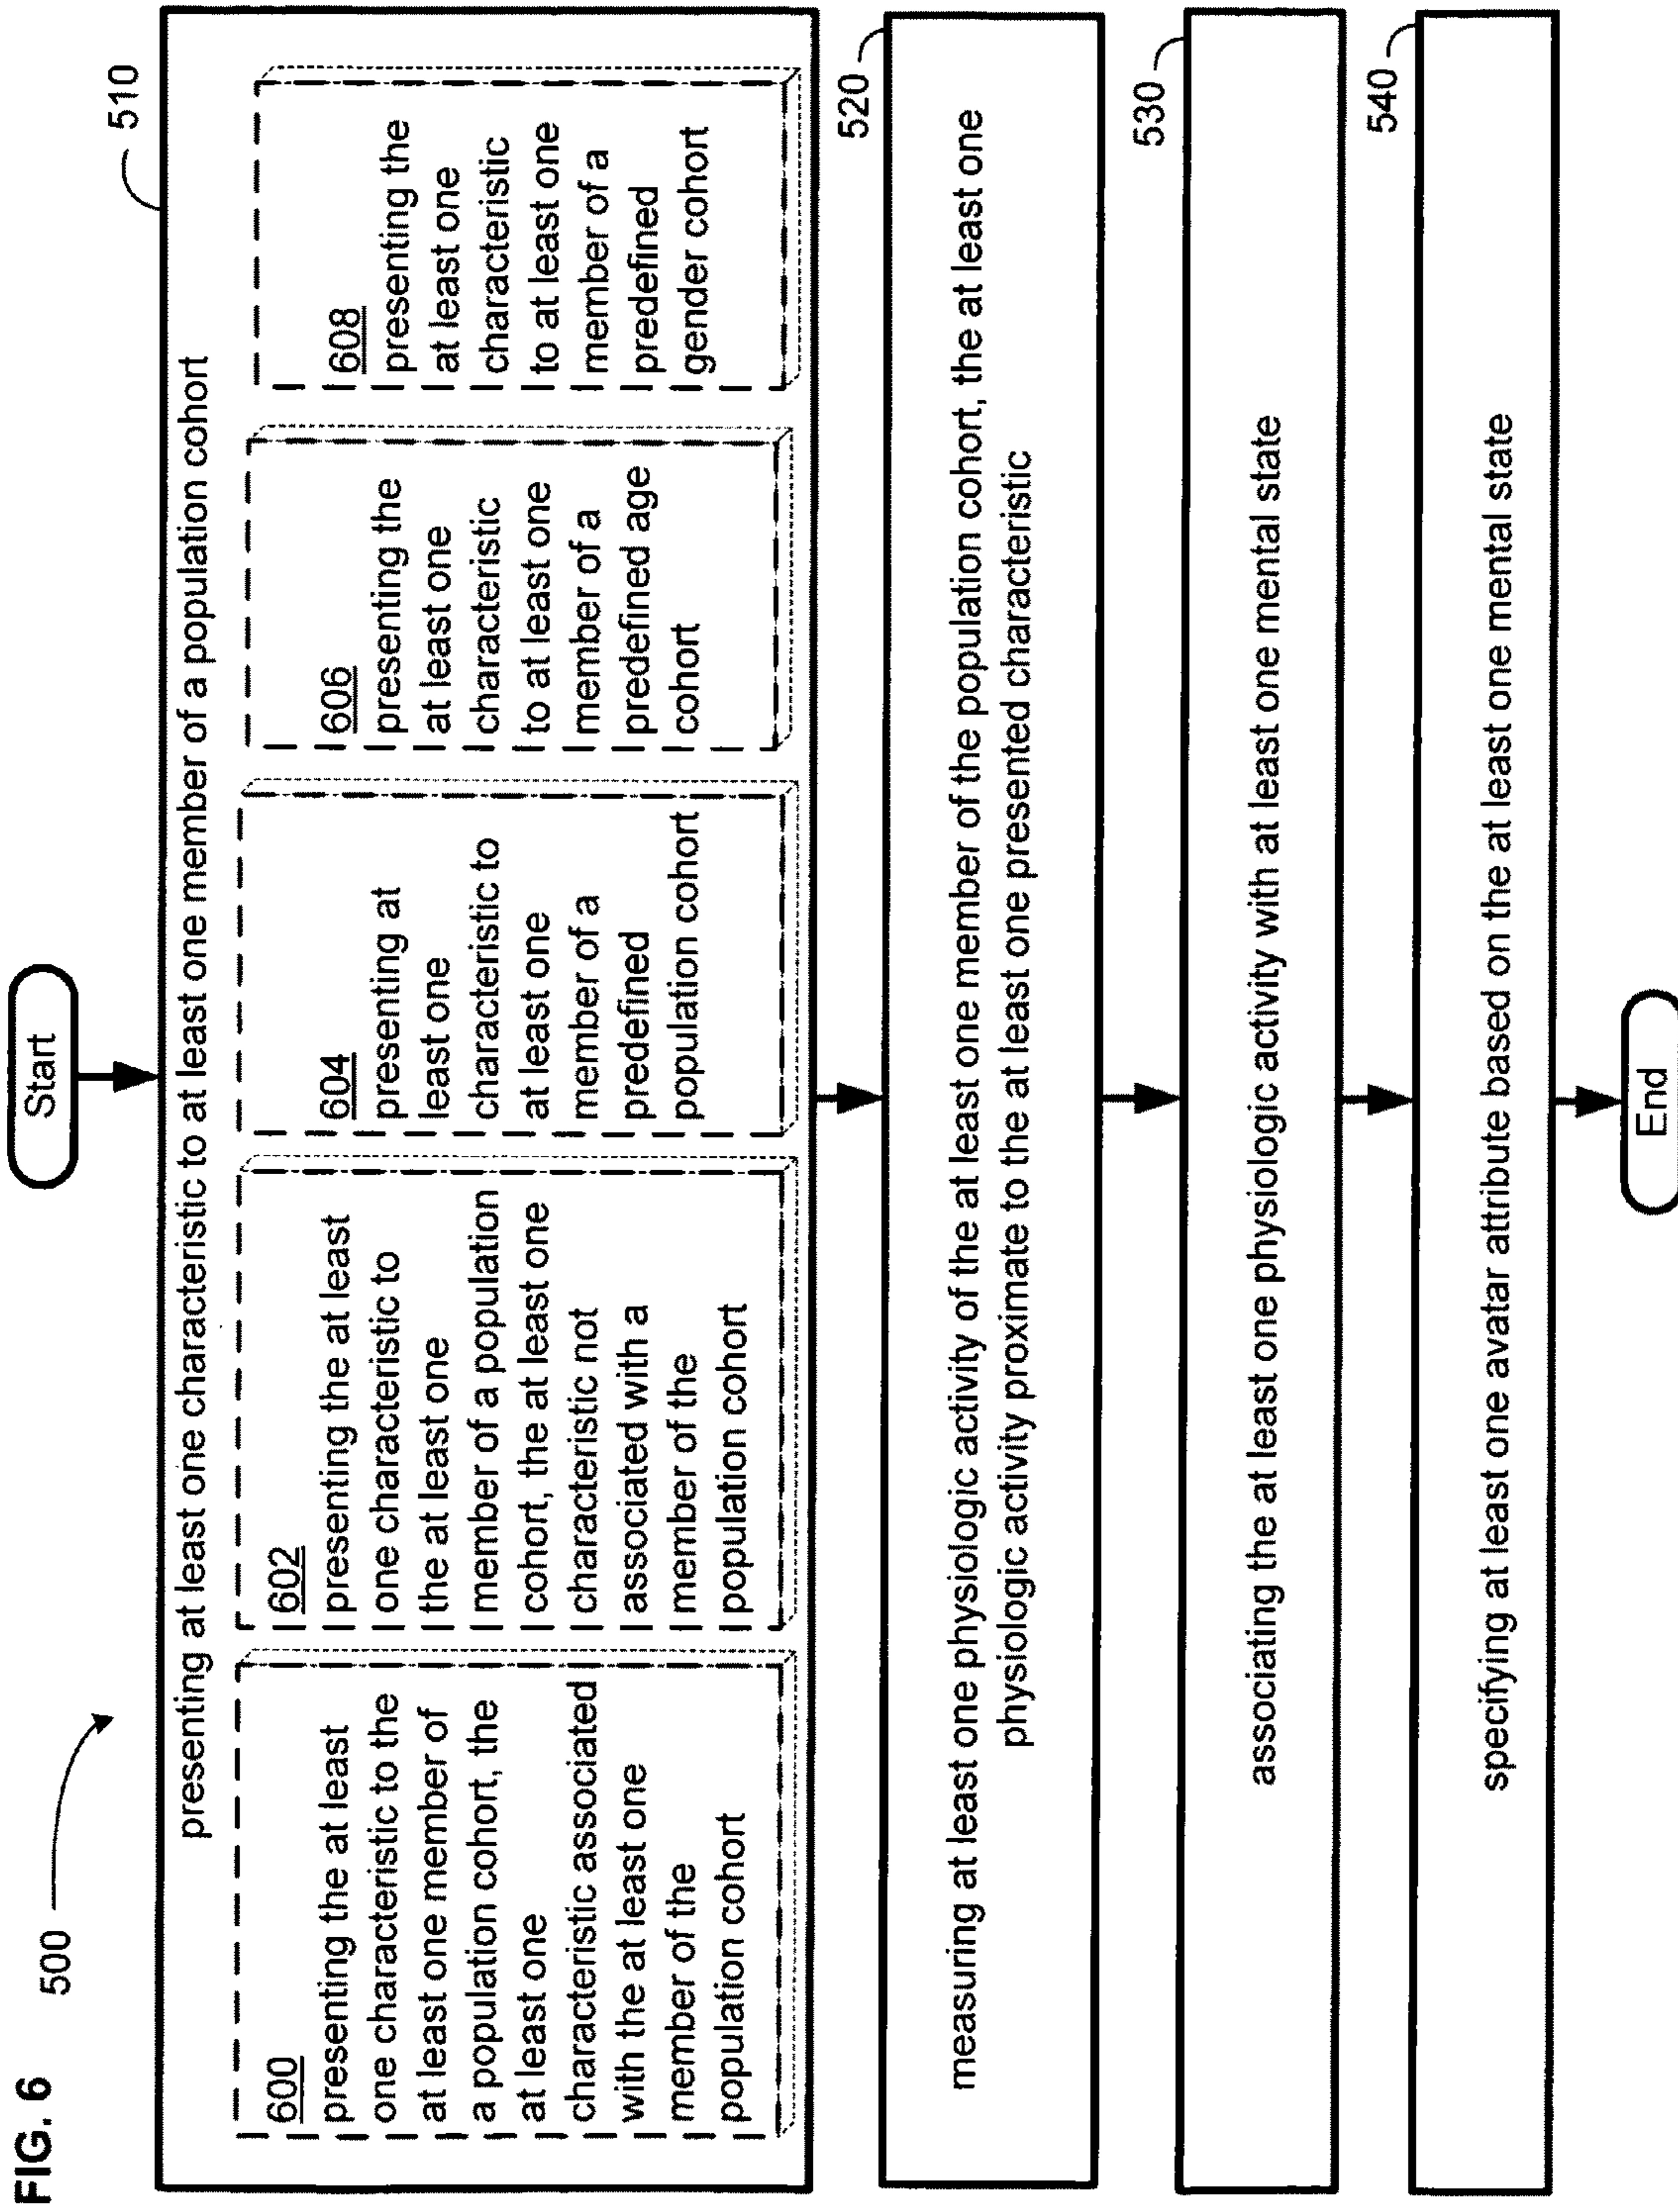 FIG. 6
500
Start
510
presenting at least one characteristic to at least one member of a population cohort
600
presenting the at least
one characteristic to the
at least one member of
a population cohort, the
at least one
characteristic associated
with the at least one
member of the
population cohort
602
presenting the at least
one characteristic to
the at least one
member of a population
cohort, the at least one
characteristic not
associated with a
member of the
population cohort
604
presenting at
least one
characteristic to
at least one
member of a
predefined
population cohort
606
presenting the
at least one
characteristic
to at least one
member of a
predefined age
cohort
608
presenting the
at least one
characteristic
to at least one
member of a
predefined
gender cohort
520
measuring at least one physiologic activity of the at least one member of the population cohort, the at least one
physiologic activity proximate to the at least one presented characteristic
530
associating the at least one physiologic activity with at least one mental state
540
specifying at least one avatar attribute based on the at least one mental state
End